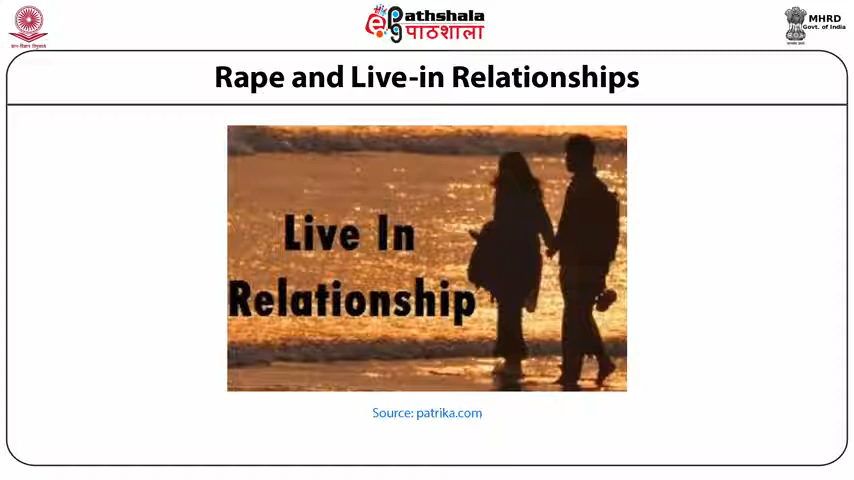 Pathshala
पाठशाला
MHRD
Govt. of India
Rape and Live-in Relationships
Live In
Relationship
Source: patrika.com